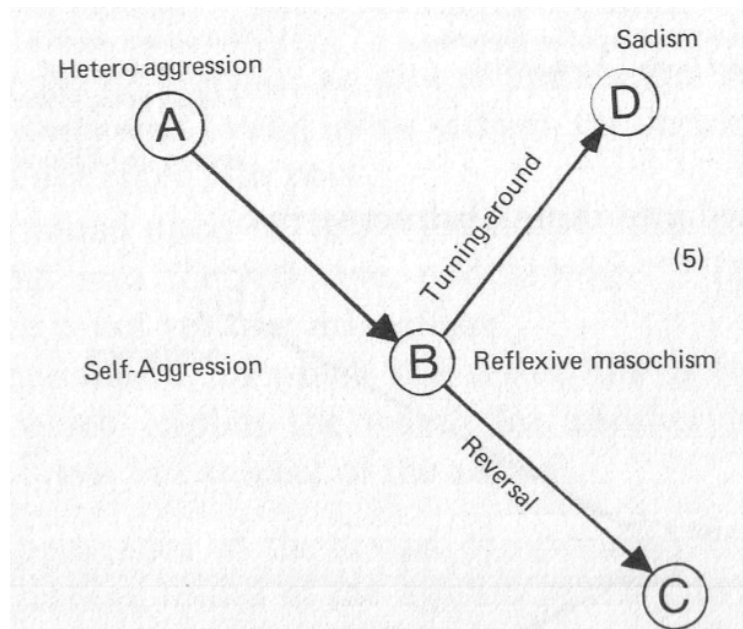 Sadism
Hetero-aggression
D
A
Turning-around
(5)
B
Self-Aggression
Reflexive masochism
Reversal
C